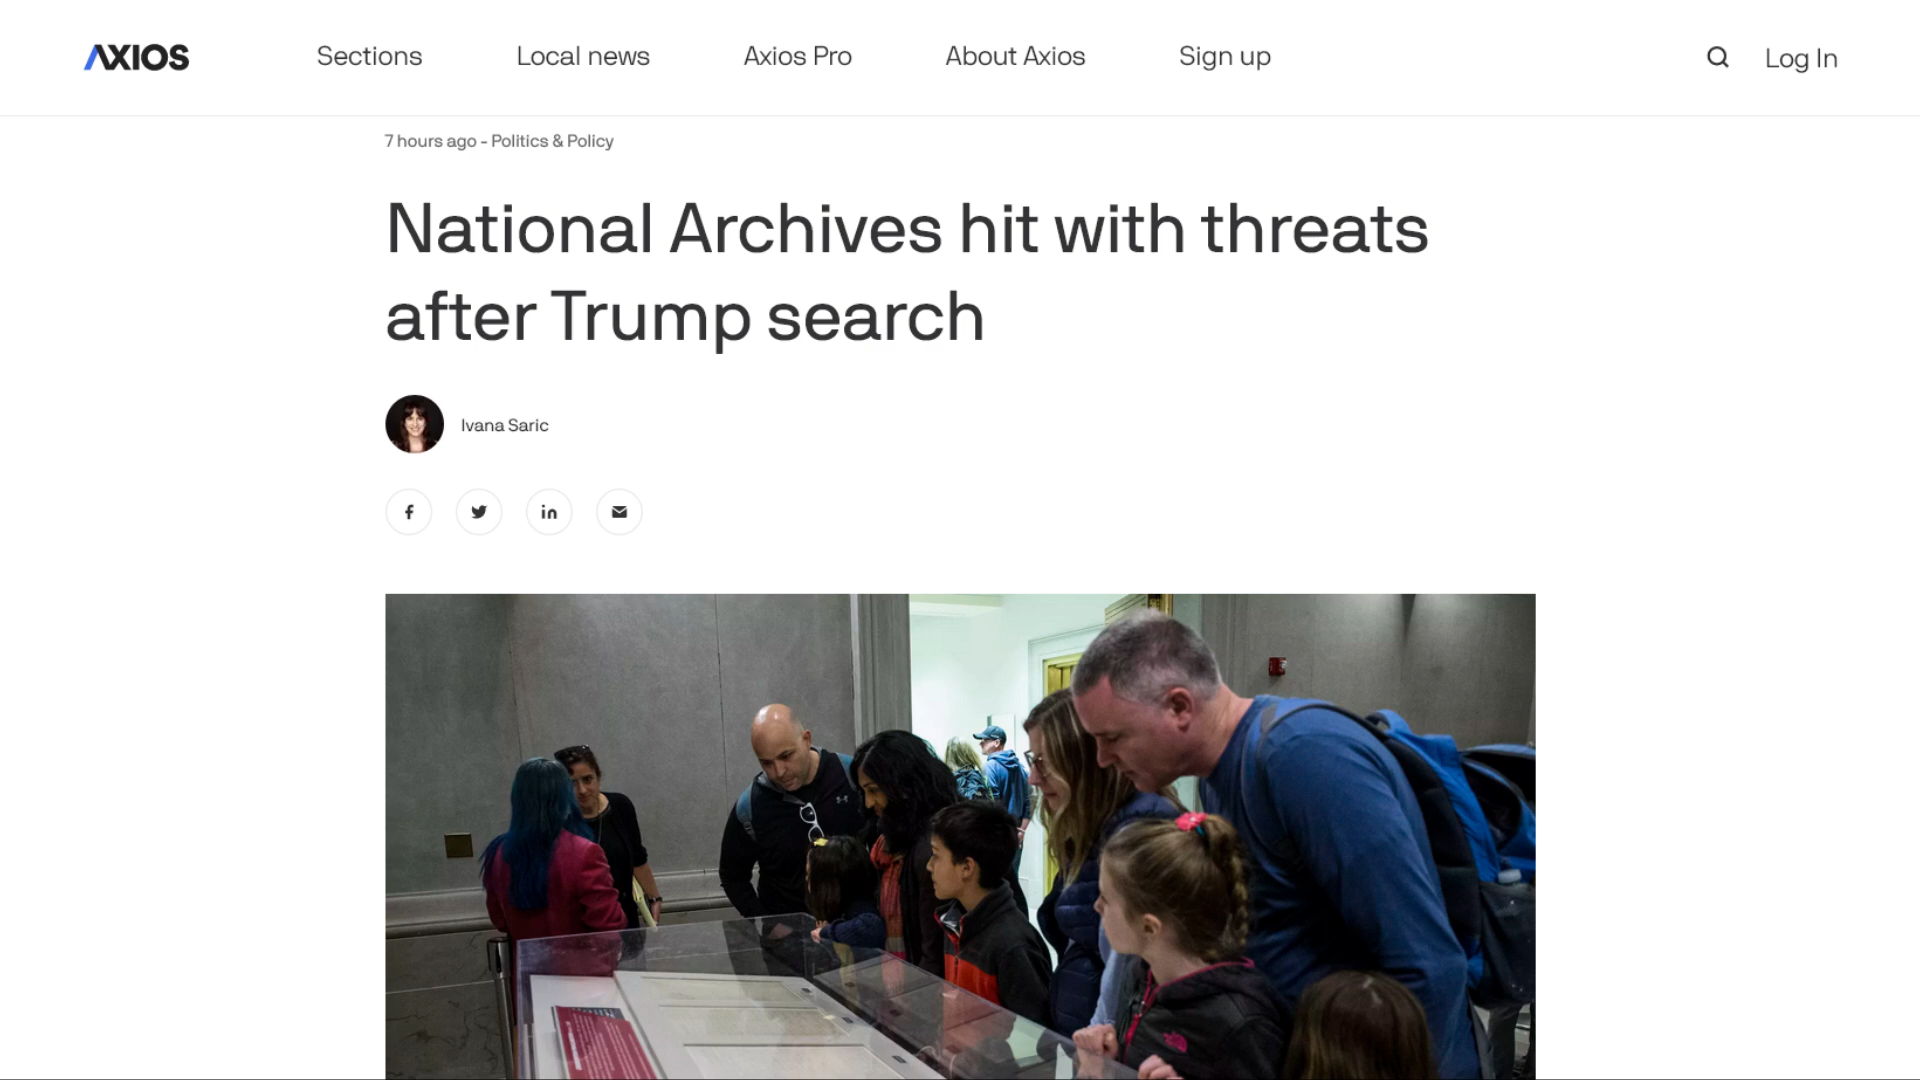 AXIOS
Sections
Local news
Axios Pro
About Axios
Sign up
Log In
7 hours ago - Politics & Policy
National Archives hit with threats
after Trump search
Ivana Saric